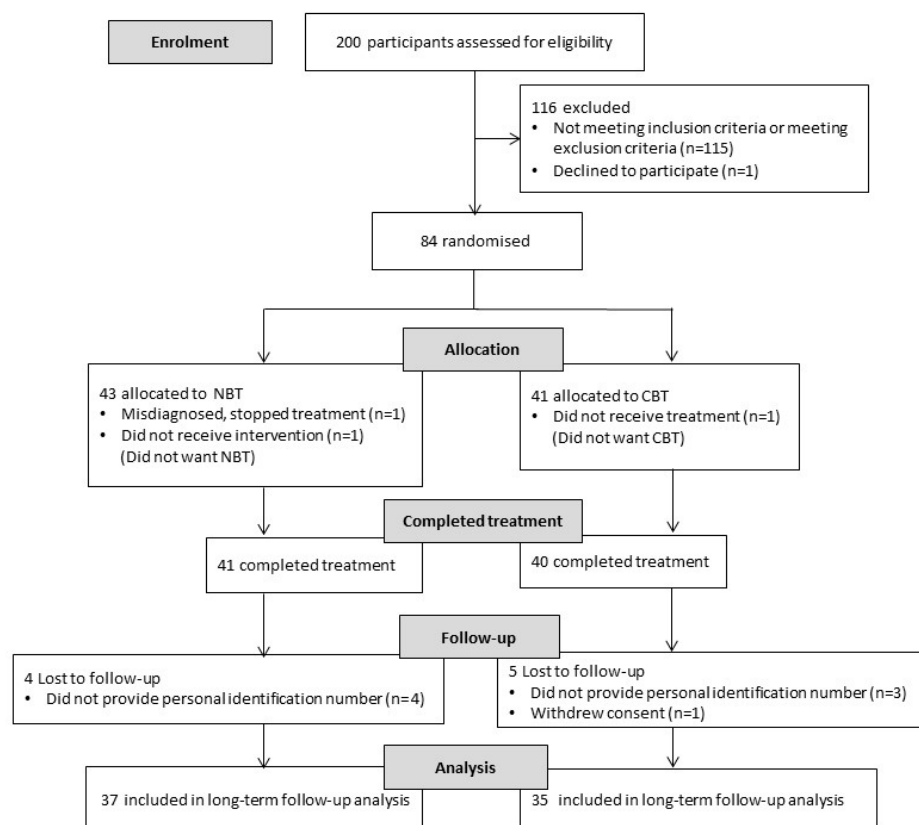 Enrolment
200 participants assessed for eligibility
116 excluded
• Not meeting inclusion criteria or meeting
exclusion criteria (n=115)
• Declined to participate (n=1)
84 randomised
Allocation
43 allocated to NBT
• Misdiagnosed, stopped treatment (n=1)
• Did not receive intervention (n=1)
(Did not want NBT)
41 allocated to CBT
• Did not receive treatment (n=1)
(Did not want CBT)
Completed treatment
41 completed treatment
40 completed treatment
Follow-up
4 Lost to follow-up
• Did not provide personal identification number (n=4)
5 Lost to follow-up
• Did not provide personal identification number (n=3)
• Withdrew consent (n=1)
Analysis
37 included in long-term follow-up analysis
35 included in long-term follow-up analysis